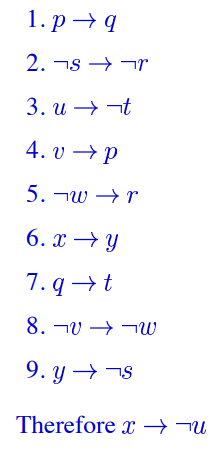 1. p → q
2. ¬s → ¬r
3. u → ¬t
4. v → p
5. ¬w → r
6. x → y
7. q → t
8. ¬v → ¬w
9. y → ¬s
Therefore x → ¬u